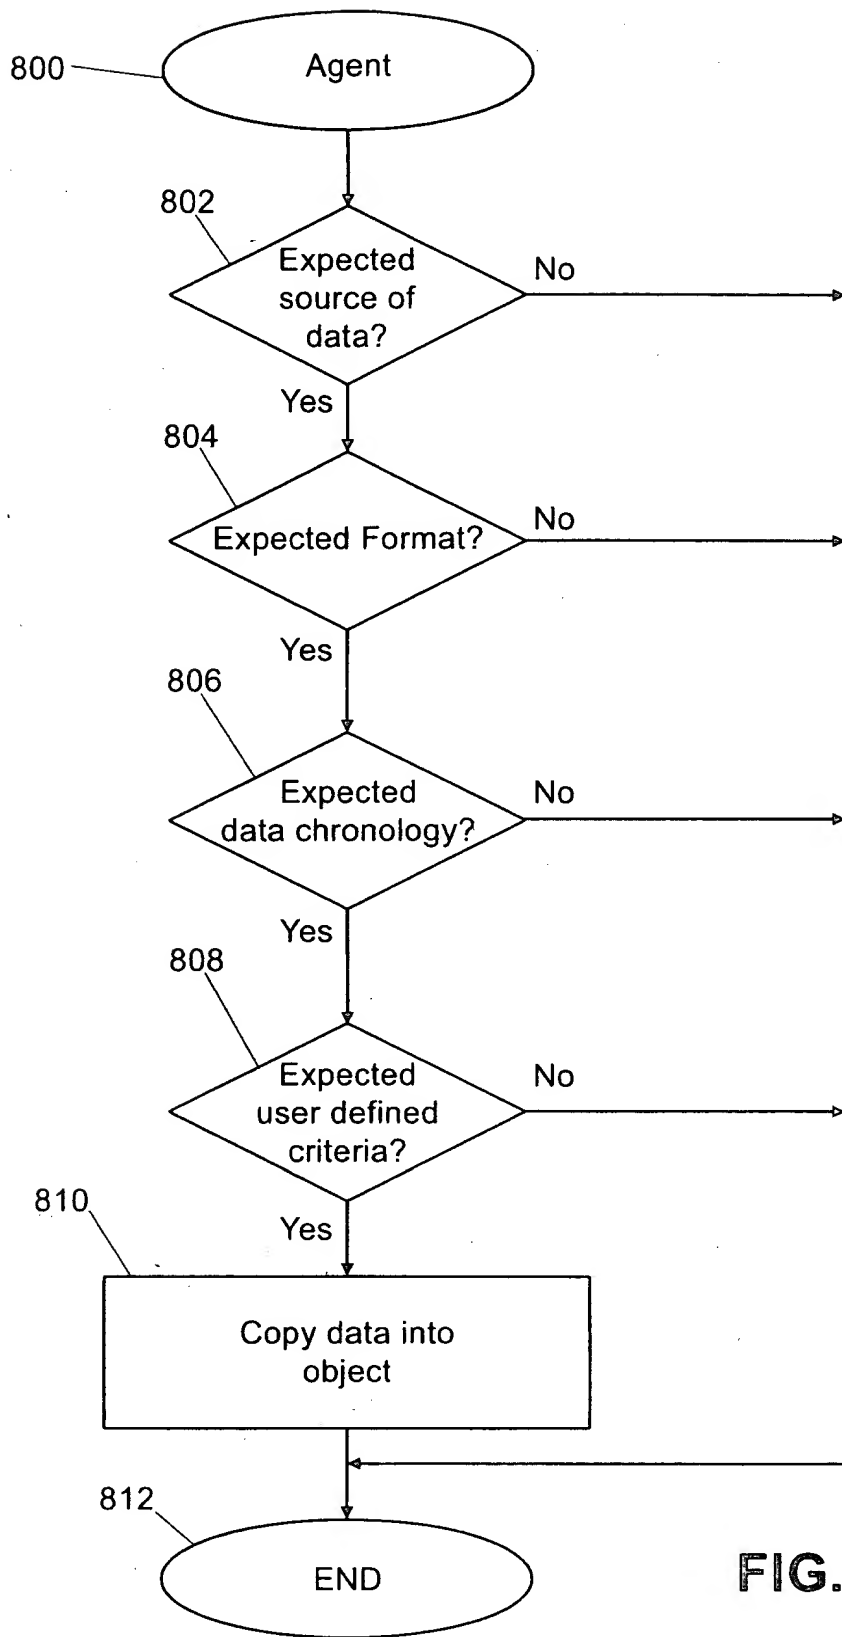 800
Agent
802
Expected
source of
data?
No
Yes
804
Expected Format?
No
Yes
806
Expected
data chronology?
No
Yes
808
Expected
user defined
criteria?
No
Yes
810
Copy data into
object
812
END
FIG.